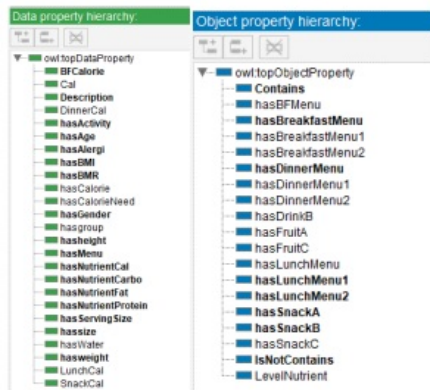 Data property hierarchy:
owl:topDataProperty
BFCalorie
Cal
Description
DinnerCal
hasActivity
hasAge
hasAlergi
hasBMI
hasBMR
hasCalorie
hasCalorieNeed
hasGender
hasgroup
hasheight
hasMenu
hasNutrientCal
hasNutrientCarbo
hasNutrientFat
hasNutrientProtein
hasServingSize
hassize
hasWater
hasweight
LunchCal
SnackCal
Object property hierarchy:
owl:topObjectProperty
Contains
hasBFMenu
hasBreakfastMenu
hasBreakfastMenu1
hasBreakfastMenu2
hasDinnerMenu
hasDinnerMenu1
hasDinnerMenu2
hasDrinkB
hasFruitA
hasFruitC
hasLunchMenu
hasLunchMenu1
hasLunchMenu2
hasSnackA
hasSnackB
hasSnackC
IsNotContains
LevelNutrient